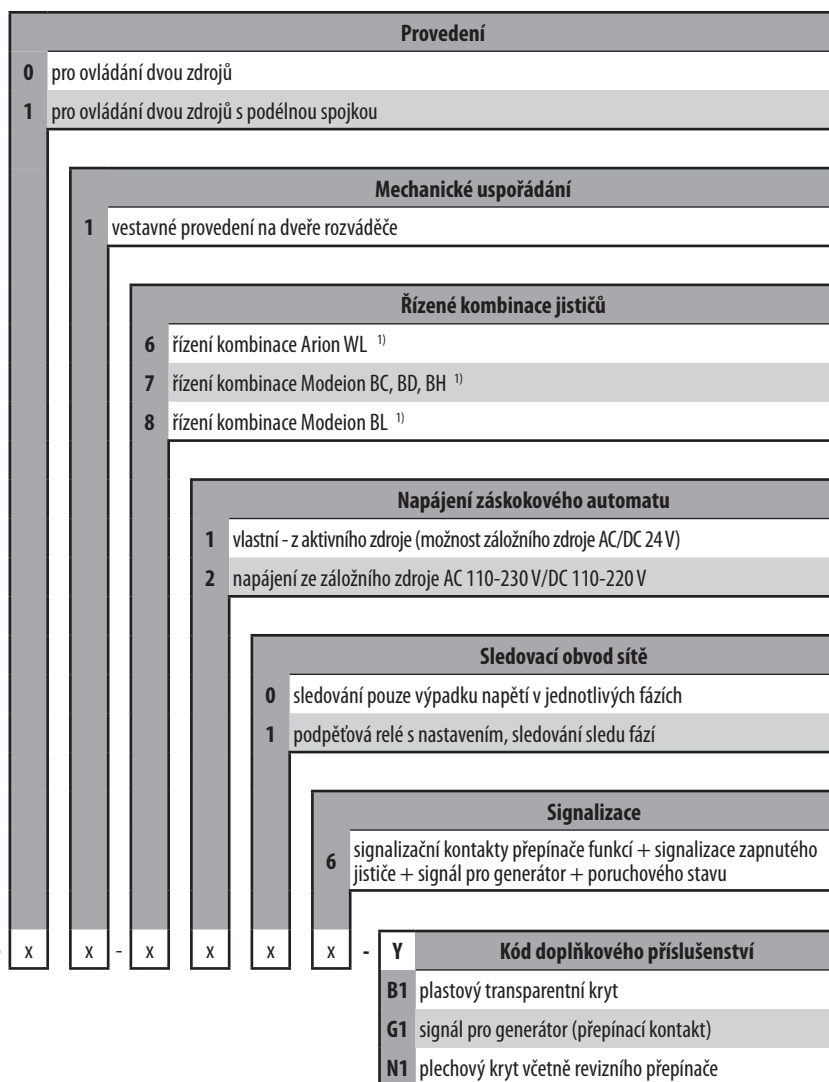 Provedení
0 pro ovládání dvou zdrojů
1 pro ovládání dvou zdrojů s podélnou spojkou
Mechanické uspořádání
1 vestavné provedení na dveře rozváděče
Řízené kombinace jističů
6 řízení kombinace Arion WL 1)
7 řízení kombinace Modeion BC, BD, BH 1)
8 řízení kombinace Modeion BL 1)
Napájení záskokového automatu
1 vlastní - z aktivního zdroje (možnost záložního zdroje AC/DC 24 V)
2 napájení ze záložního zdroje AC 110-230 V/DC 110-220 V
Sledovací obvod sítě
0 sledování pouze výpadku napětí v jednotlivých fázích
1 podpěťová relé s nastavením, sledování sledu fází
Signalizace
6 signalizační kontakty přepínače funkcí + signalizace zapnutého
jističe + signál pro generátor + poruchového stavu
- x x - x x x x - Y Kód doplňkového příslušenství
B1 plastový transparentní kryt
G1 signál pro generátor (přepínací kontakt)
N1 plechový kryt včetně revizního přepínače